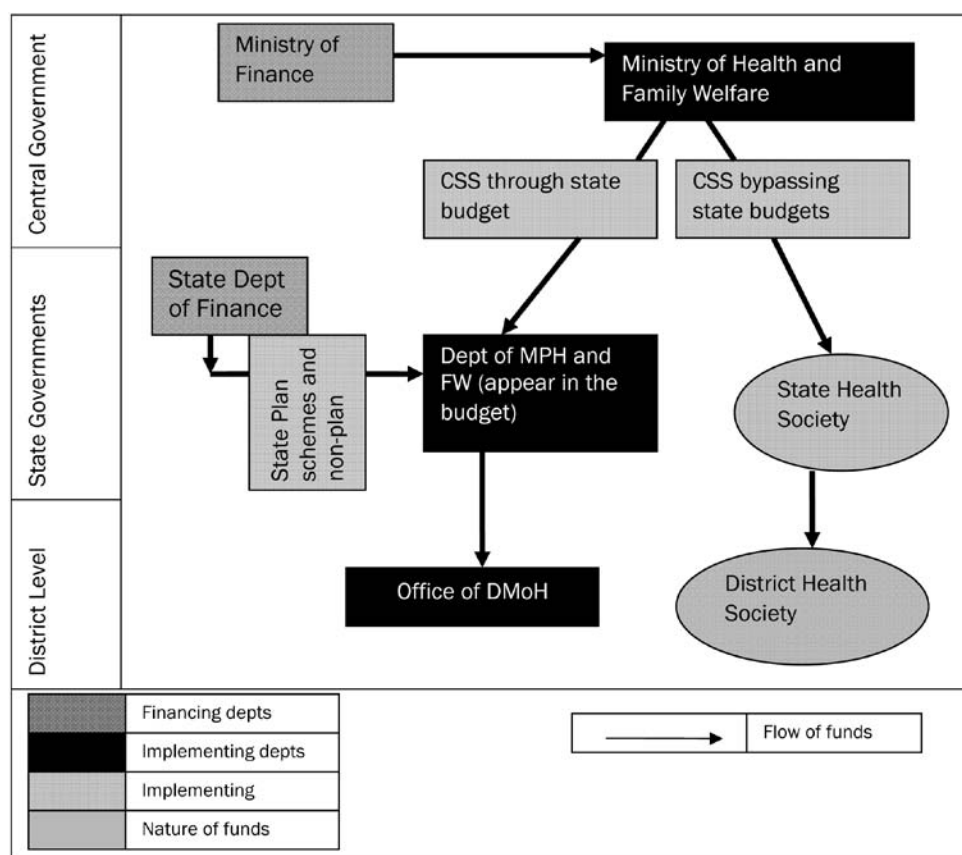 Central Government
Ministry of
Finance
Ministry of Health and
Family Welfare
CSS through state
budget
CSS bypassing
state budgets
State Governments
State Dept
of Finance
State Plan
schemes and
non-plan
Dept of MPH and
FW (appear in the
budget)
State Health
Society
District Level
Office of DMoH
District Health
Society
Financing depts
Implementing depts
Implementing
Nature of funds
Flow of funds